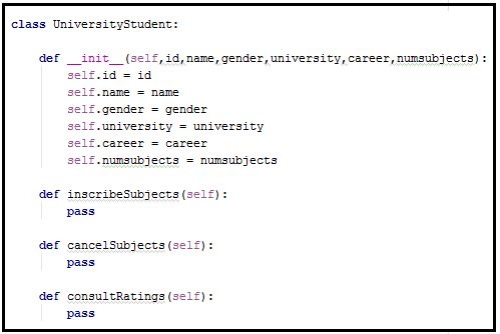 class UniversityStudent:
def __init__(self,id,name,gender,university,career,numsubjects):
self.id = id
self.name = name
self.gender = gender
self.university = university
self.career = career
self.numsubjects = numsubjects
def inscribeSubjects(self):
pass
def cancelSubjects(self):
pass
def consultRatings(self):
pass